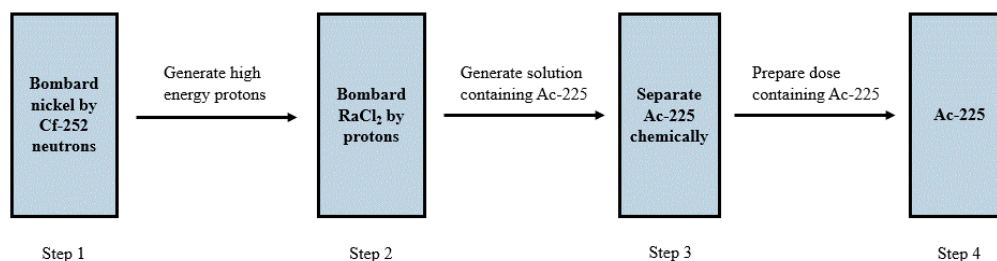 Bombard
nickel by
Cf-252
neutrons
Generate high
energy protons
Bombard
RaCl₂ by
protons
Generate solution
containing Ac-225
Separate
Ac-225
chemically
Prepare dose
containing Ac-225
Ac-225
Step 1
Step 2
Step 3
Step 4